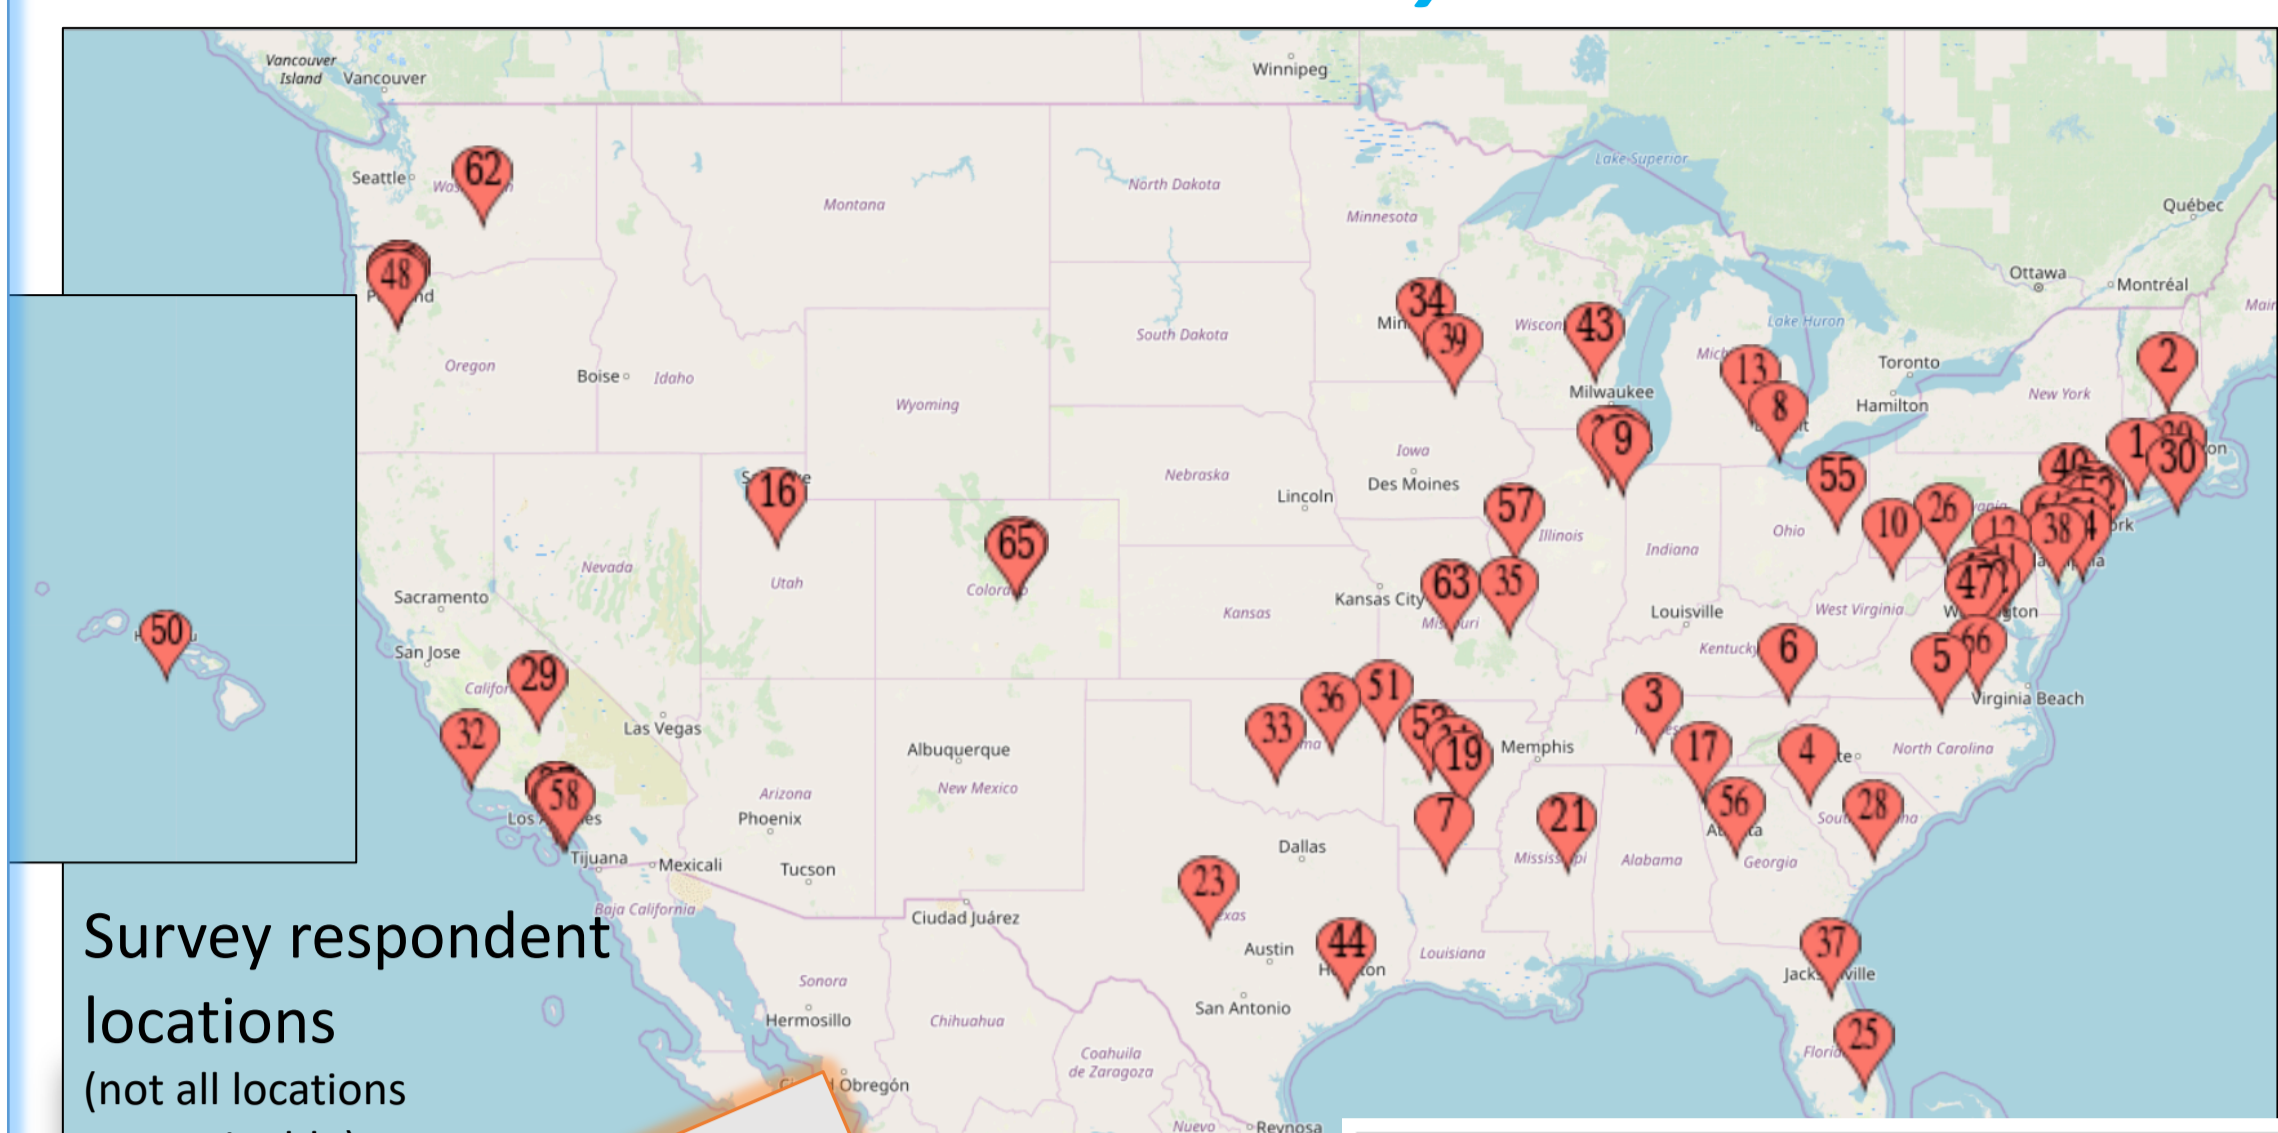 Vancouver
Island
Vancouver
Winnipeg
62
Seattle
Lake Superior
Montana
North Dakota
Minnesota
Québec
48
Ottawa
Montréal
34
39
Wiscon
43
Lake Huron
South Dakota
Oregon
Boise
Idaho
Wyoming
13
8
Toronto
Hamilton
New York
2
Milwaukee
9
1
30
Iowa
Des Moines
Nebraska
Lincoln
16
65
57
Illinois
55
10
26
40
52
12
38
Ohio
Indiana
Nevada
Utah
Sacramento
Kansas
Kansas City
63
35
Louisville
West Virginia
47
50
San Jose
29
Kentucky
6
5
66
Virginia Beach
32
Las Vegas
Albuquerque
New Mexico
33
36
51
19
Memphis
3
17
4
North Carolina
Arizona
Phoenix
58
7
21
56
28
Tijuana
Mexicali
Tucson
Dallas
Alabama
Georgia
Baja California
Ciudad Juárez
23
Austin
44
Louisiana
37
Survey respondent
locations
(not all locations
Sonora
Hermosillo
Chihuahua
San Antonio
25
Coahuila
de Zaragoza
Obregón
Nuevo
Reynosa